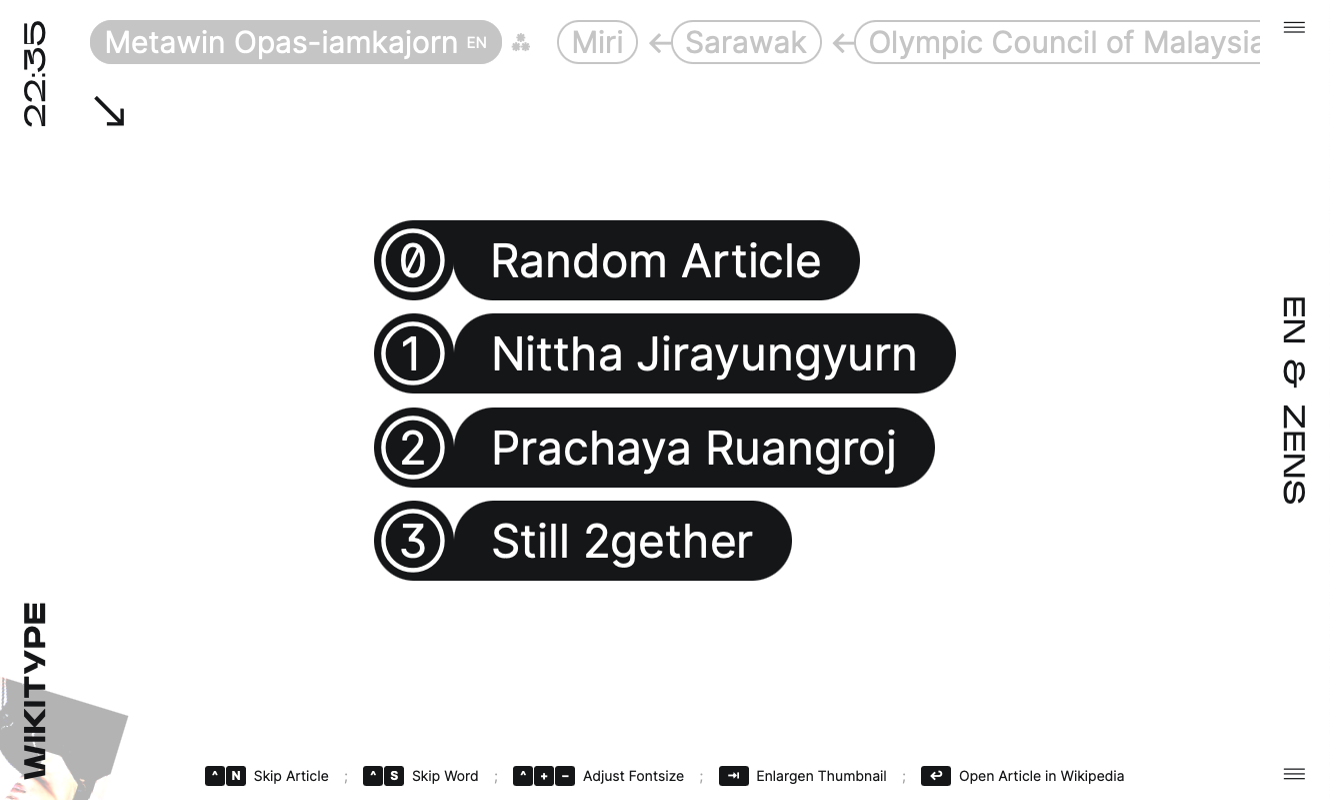 22:35
Metawin Opas-iamkajorn EN
Miri ← Sarawak ← Olympic Council of Malaysia
0 Random Article
1 Nittha Jirayungyurn
2 Prachaya Ruangroj
3 Still 2gether
EN & ZENS
WIKITYPE
^ N Skip Article ; ^ S Skip Word ; ^ + − Adjust Fontsize ; ⇥ Enlargen Thumbnail ; ↩ Open Article in Wikipedia